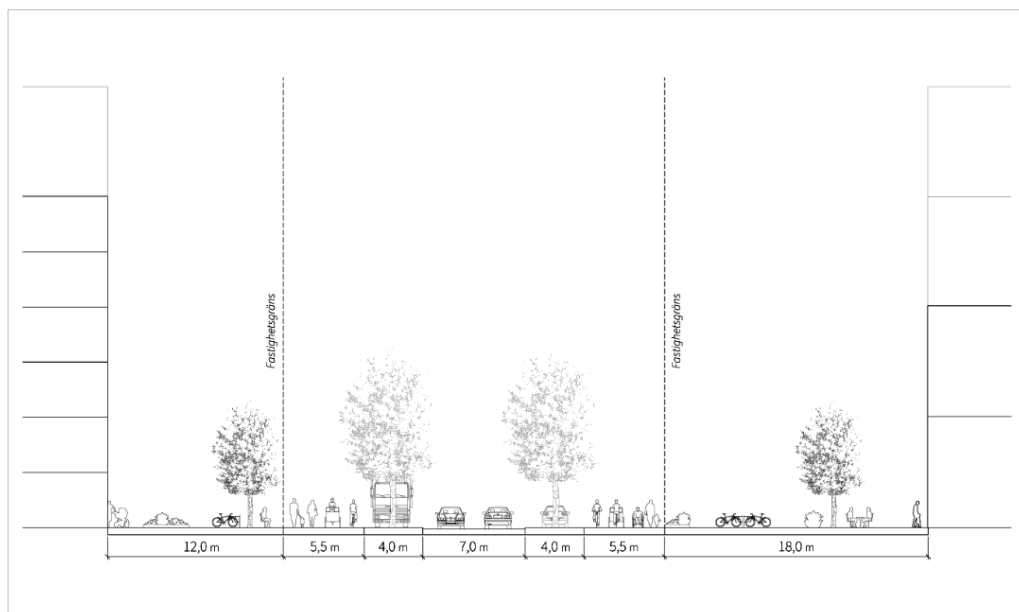 Fastighetsgräns
Fastighetsgräns
12,0 m
5,5 m
4,0 m
7,0 m
4,0 m
5,5 m
18,0 m